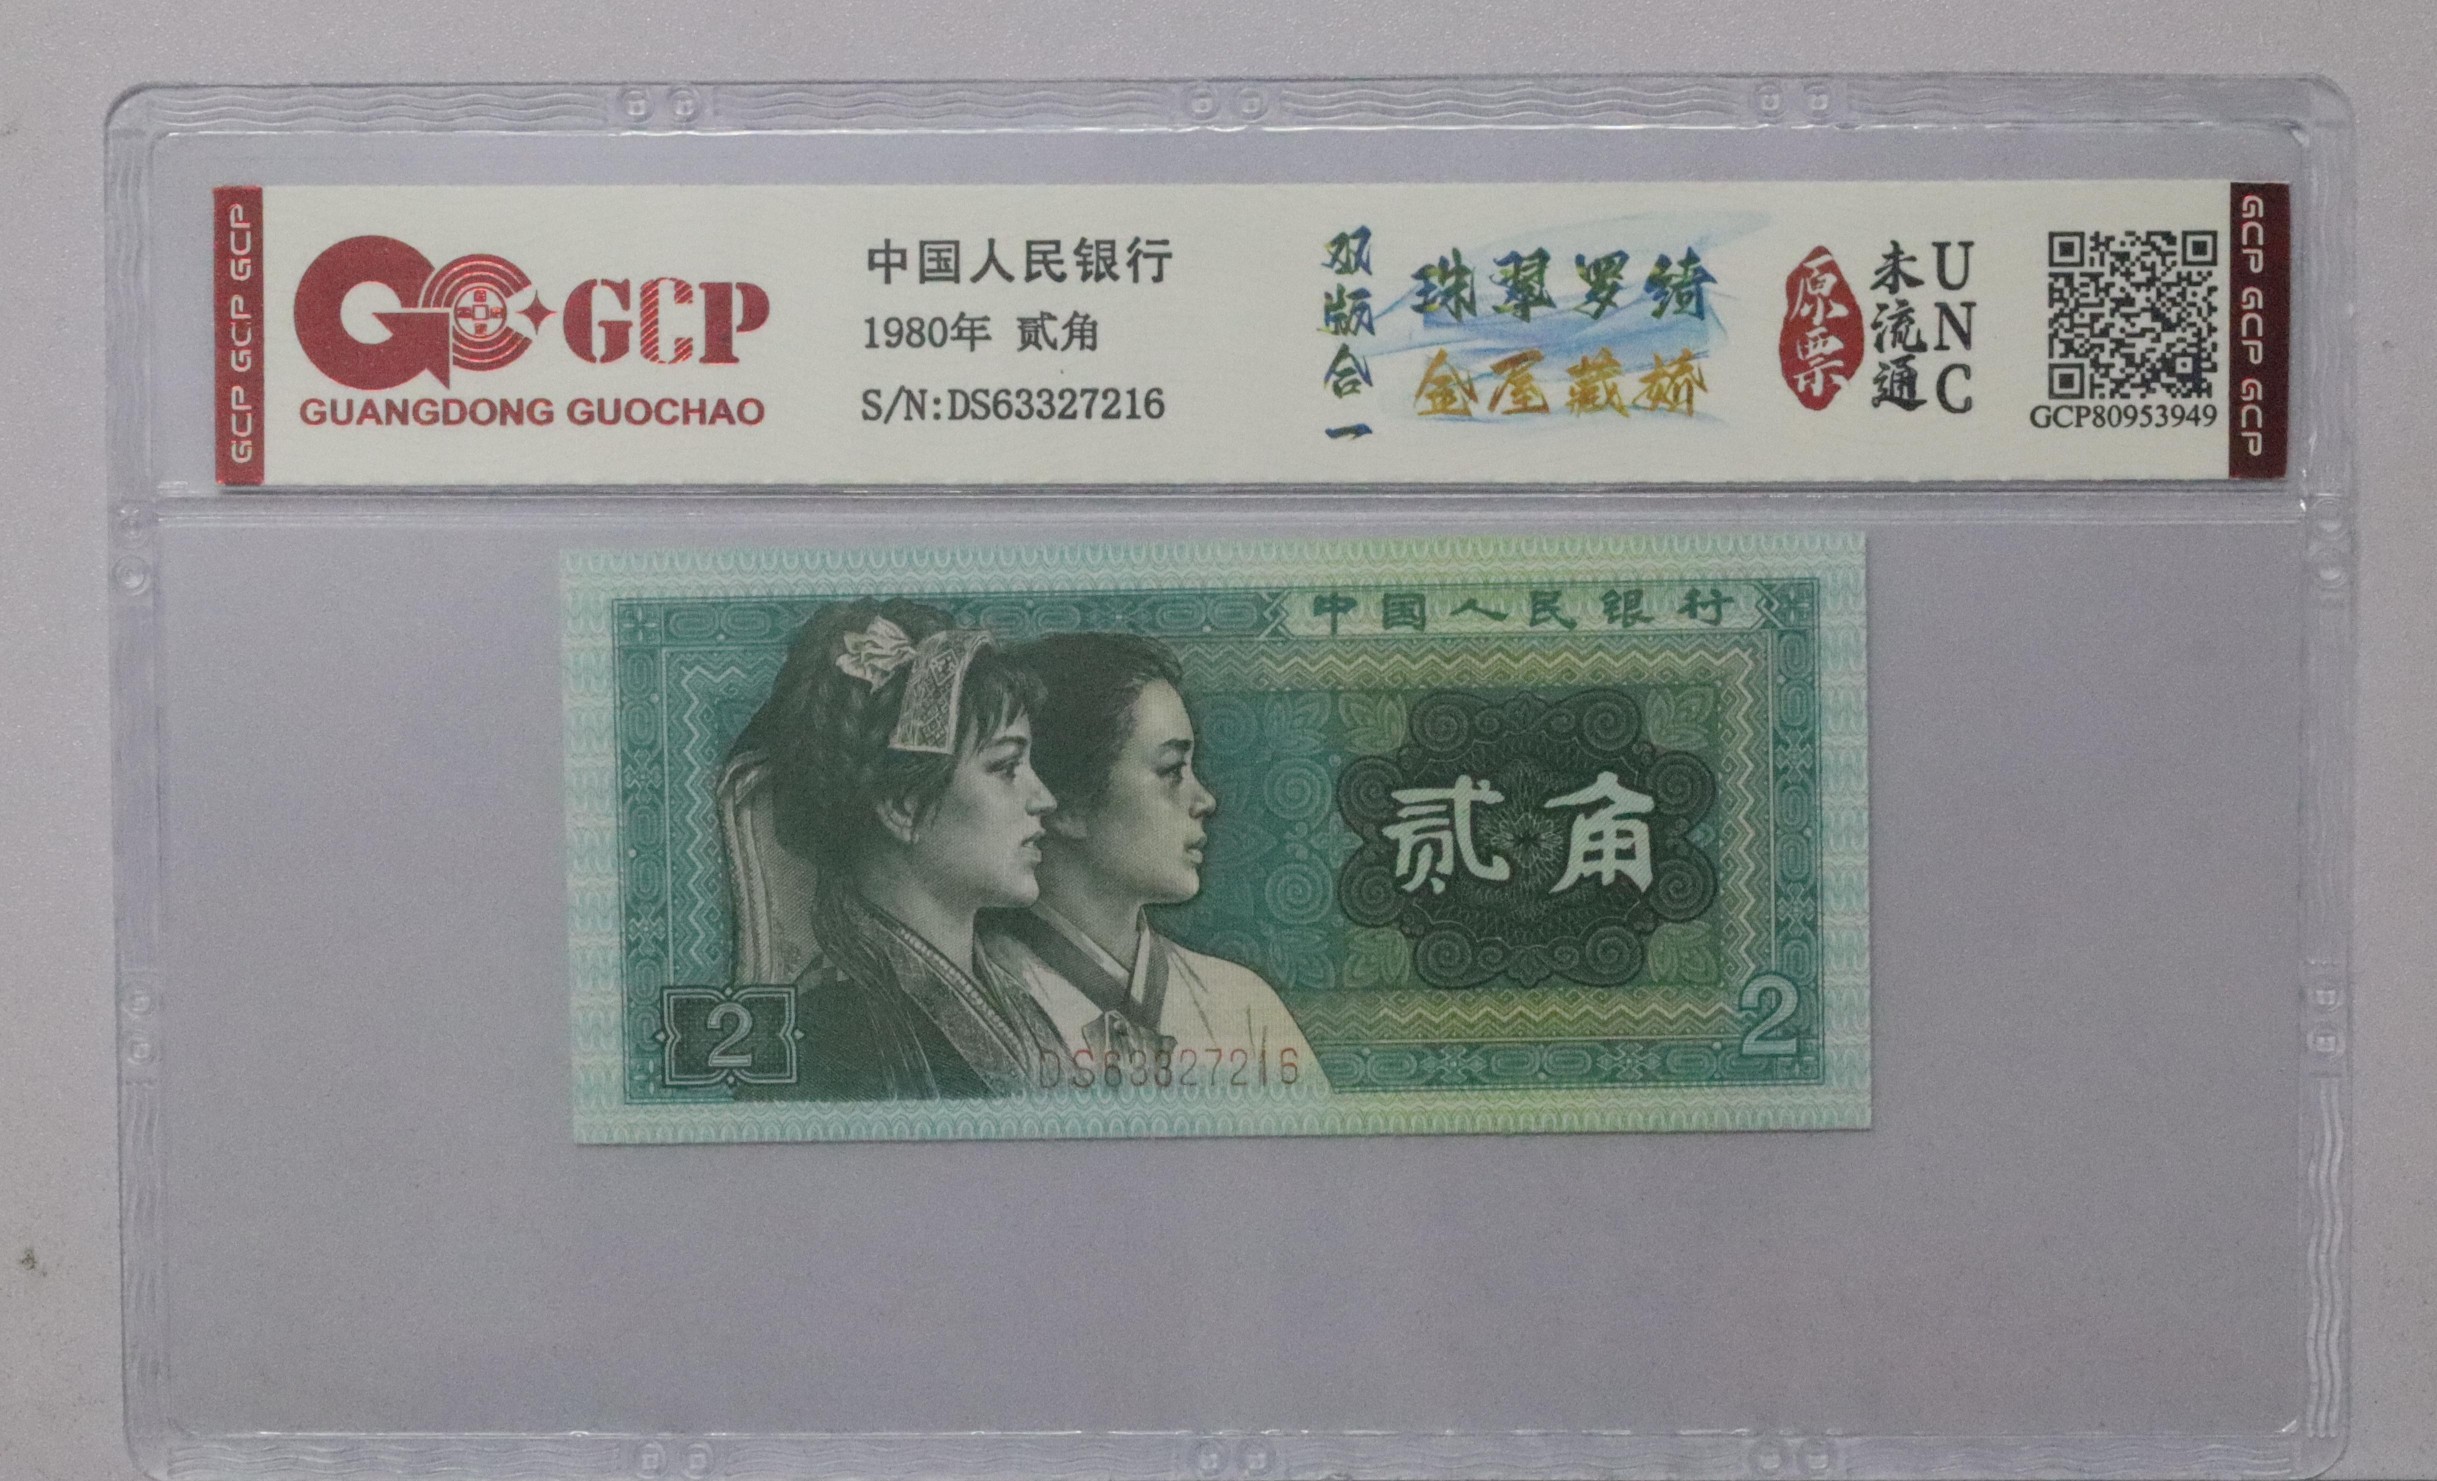 GCP GCP GCP
GCP
GUANGDONG GUOCHAO
中国人民银行
1980年 贰角
S/N:DS63327216
双版合一
珠翠罗绮
金屋藏娇
原票
未流通
UNC
GCP80953949
GCP GCP GCP
中国人民银行
贰角
2
2
DS63327216